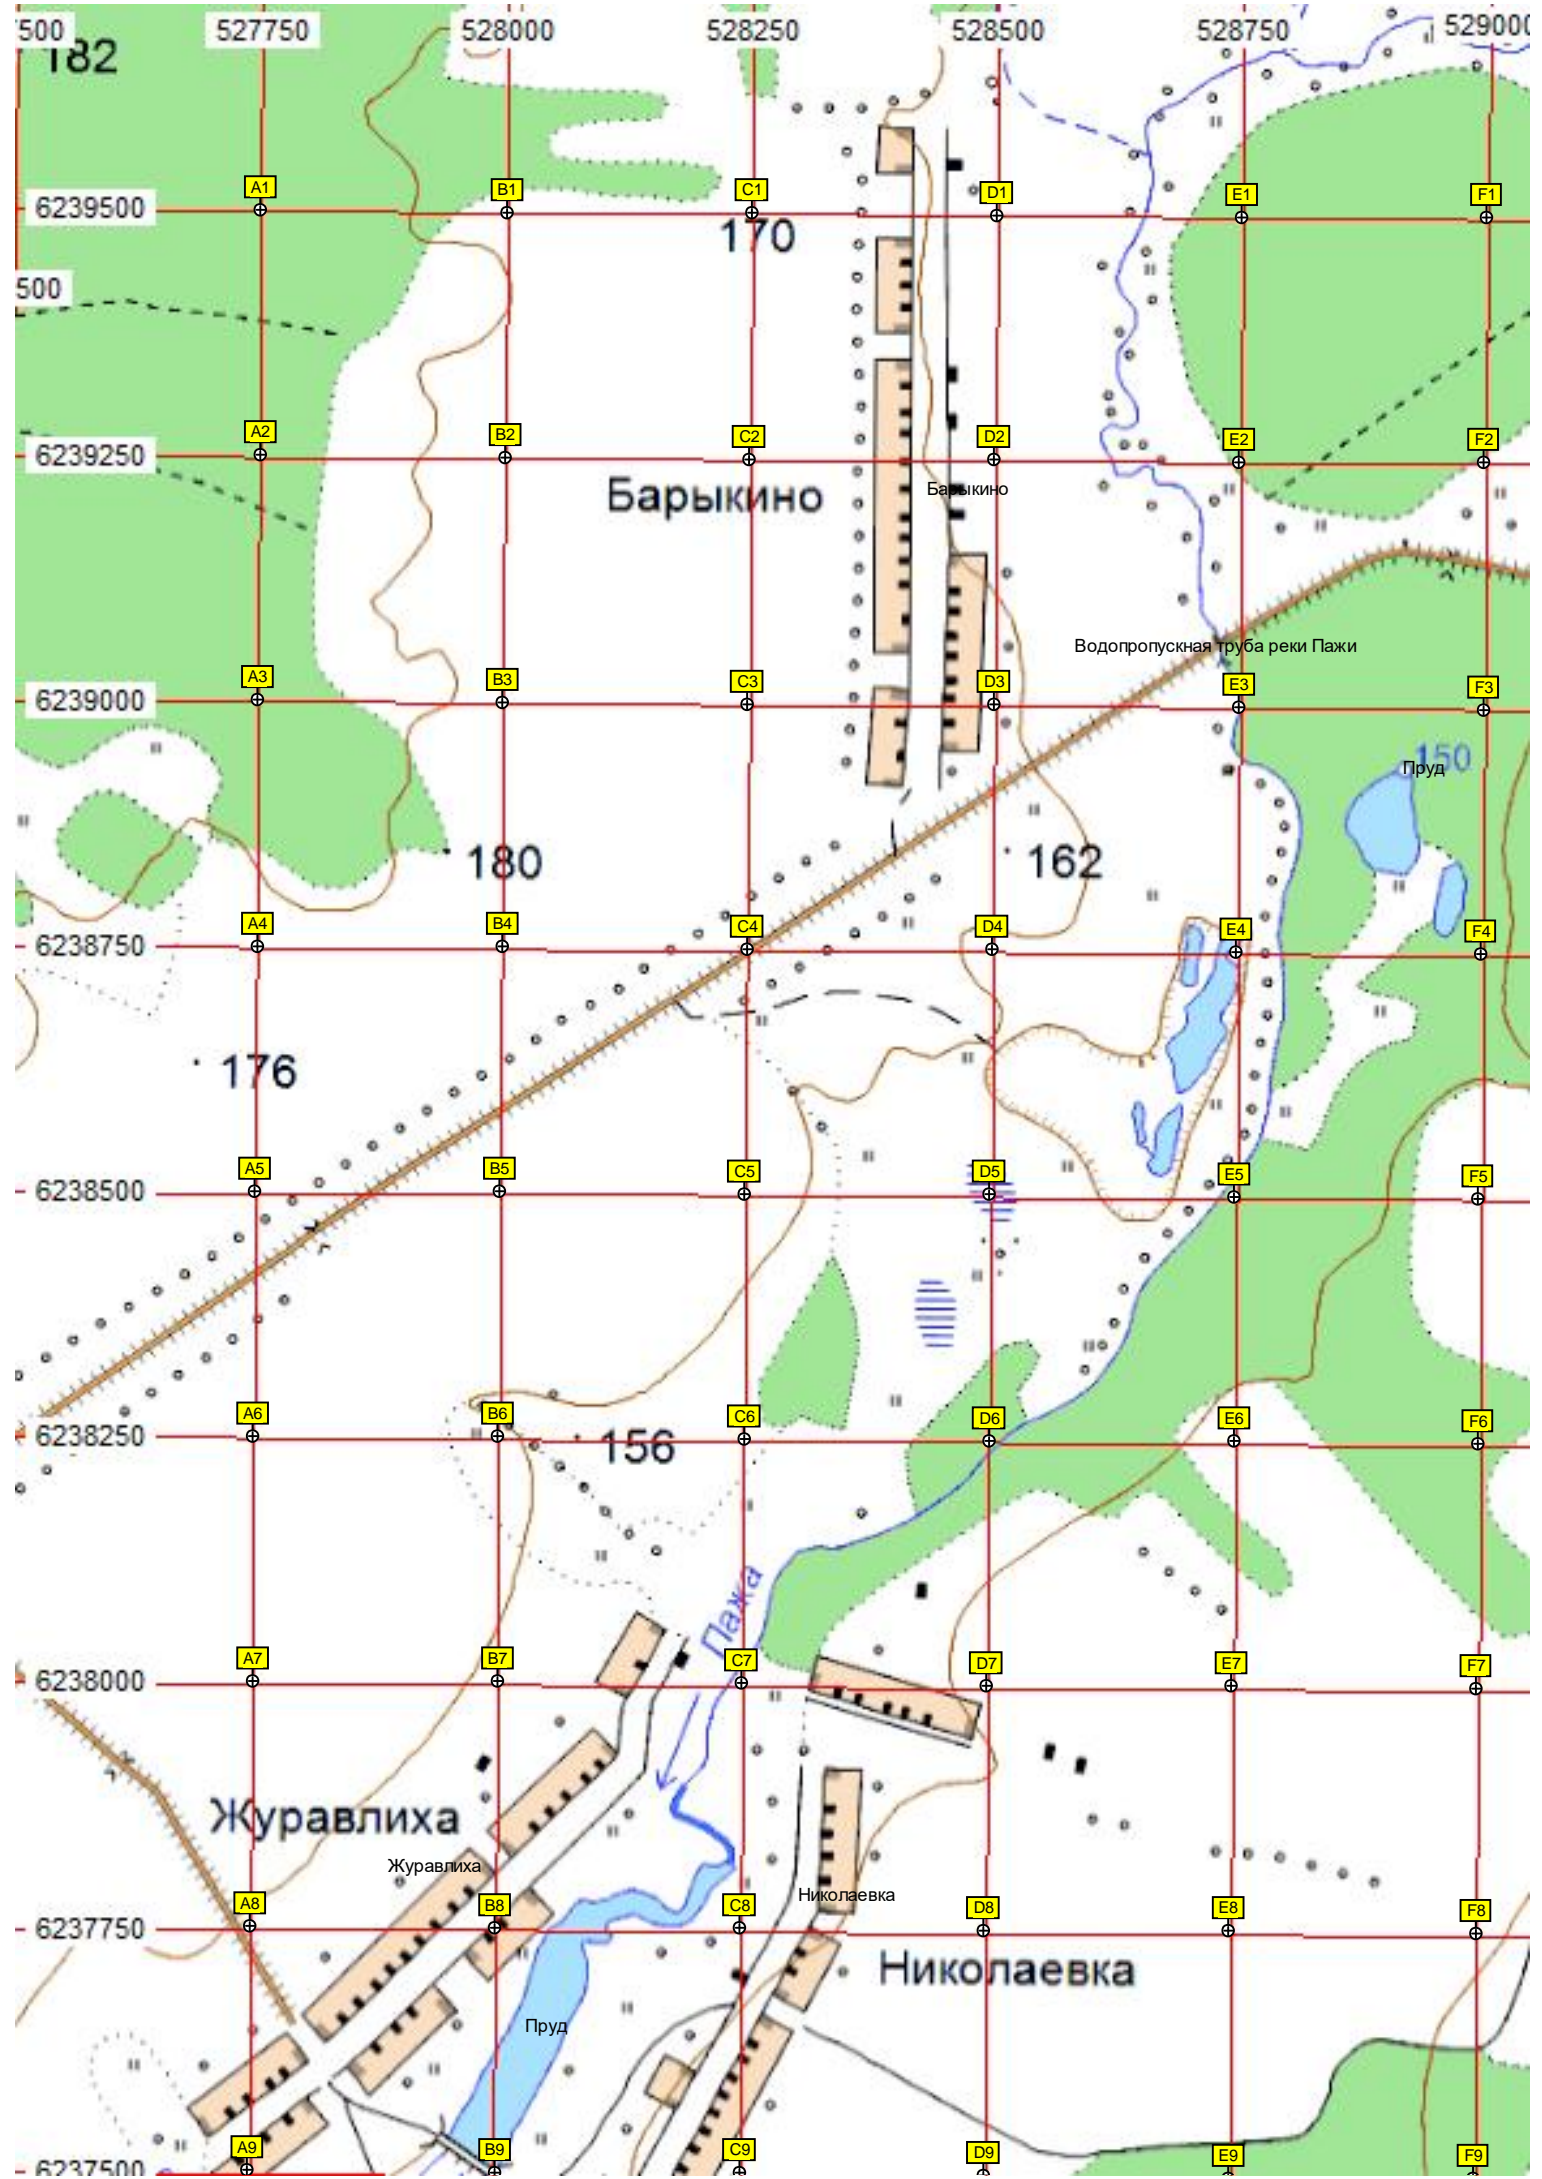 500 527750 528000 528250 528500 528750 529000
182
A1 B1 C1 D1 E1 F1
6239500
170
500
A2 B2 C2 D2 E2 F2
6239250
Барыкино
Барыкино
Водопропускная труба реки Пажи
A3 B3 C3 D3 E3 F3
6239000
150
Пруд
180
162
A4 B4 C4 D4 E4 F4
6238750
176
A5 B5 C5 D5 E5 F5
6238500
A6 B6 C6 D6 E6 F6
6238250
156
Пажа
A7 B7 C7 D7 E7 F7
6238000
Журавлиха
Журавлиха
Николаевка
A8 B8 C8 D8 E8 F8
6237750
Николаевка
Пруд
A9 B9 C9 D9 E9 F9
6237500